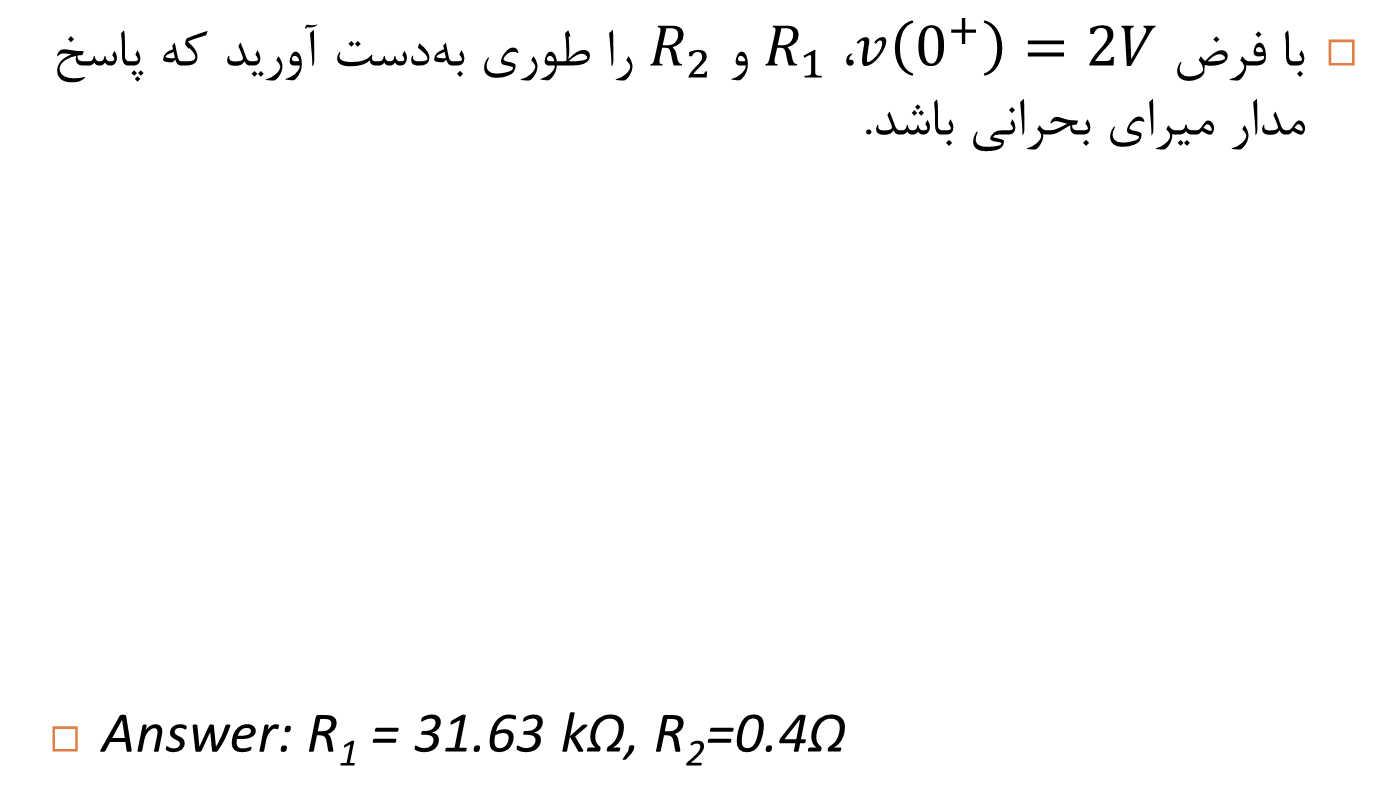 با فرض v(0⁺) = 2V، R₁ و R₂ را طوری به‌دست آورید که پاسخ
مدار میرای بحرانی باشد.
Answer: R₁ = 31.63 kΩ, R₂=0.4Ω